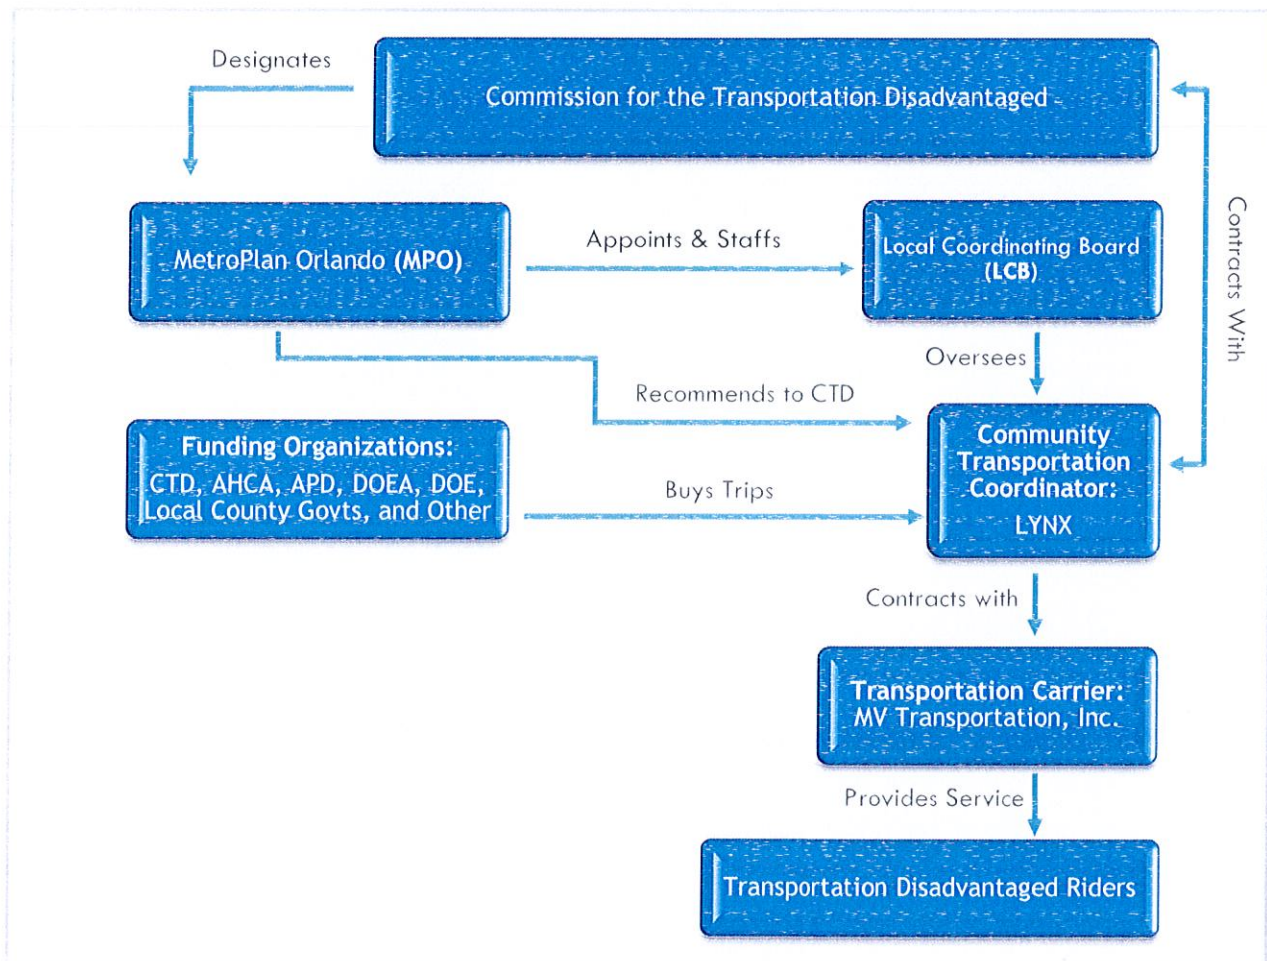 Designates
Commission for the Transportation Disadvantaged
MetroPlan Orlando (MPO)
Appoints & Staffs
Local Coordinating Board
(LCB)
Contracts With
Oversees
Recommends to CTD
Funding Organizations:
CTD, AHCA, APD, DOEA, DOE,
Local County Govts, and Other
Buys Trips
Community
Transportation
Coordinator:
LYNX
Contracts with
Transportation Carrier:
MV Transportation, Inc.
Provides Service
Transportation Disadvantaged Riders